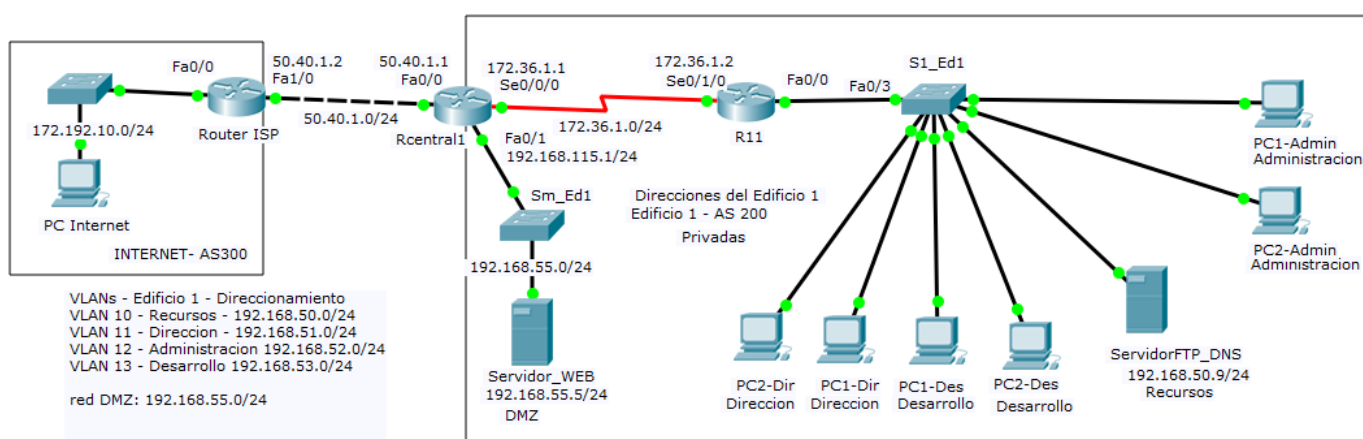 Fa0/0
50.40.1.2
Fa1/0
Router ISP
172.192.10.0/24
PC Internet
INTERNET- AS300
50.40.1.0/24
50.40.1.1
Fa0/0
Rcentral1
172.36.1.1
Se0/0/0
172.36.1.0/24
172.36.1.2
Se0/1/0
R11
Fa0/0
Fa0/3
S1_Ed1
Fa0/1
192.168.115.1/24
Sm_Ed1
192.168.55.0/24
Servidor_WEB
192.168.55.5/24
DMZ
Direcciones del Edificio 1
Edificio 1 - AS 200
Privadas
PC1-Admin
Administracion
PC2-Admin
Administracion
PC2-Dir
Direccion
PC1-Dir
Direccion
PC1-Des
Desarrollo
PC2-Des
Desarrollo
ServidorFTP_DNS
192.168.50.9/24
Recursos
VLANs - Edificio 1 - Direccionamiento
VLAN 10 - Recursos - 192.168.50.0/24
VLAN 11 - Direccion - 192.168.51.0/24
VLAN 12 - Administracion 192.168.52.0/24
VLAN 13 - Desarrollo 192.168.53.0/24
red DMZ: 192.168.55.0/24